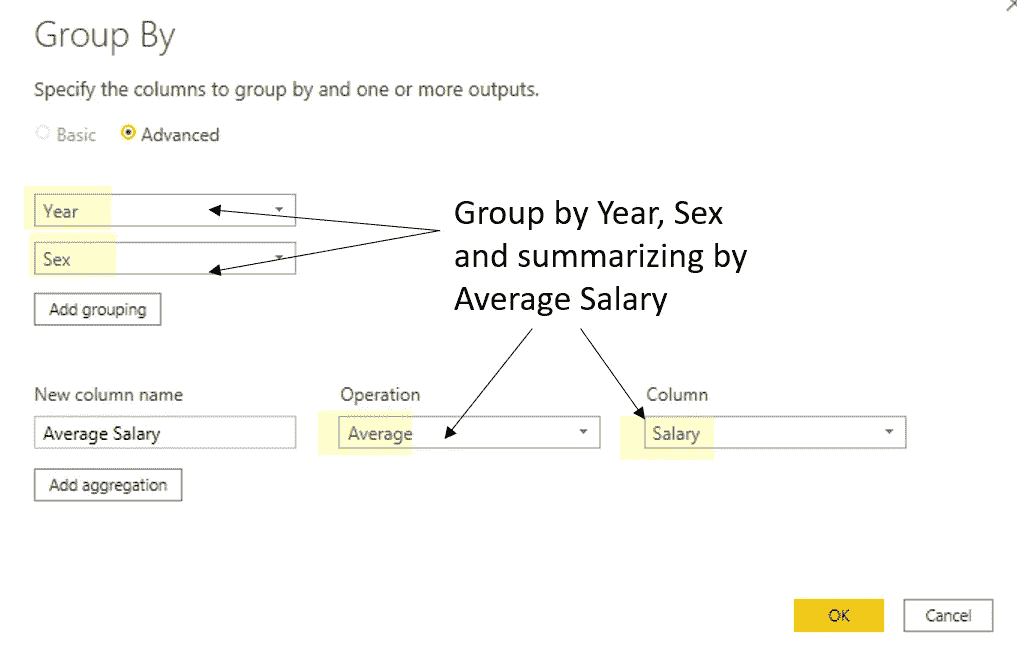 Group By
Specify the columns to group by and one or more outputs.
Basic Advanced
Year
Sex
Add grouping
Group by Year, Sex
and summarizing by
Average Salary
New column name Operation Column
Average Salary Average Salary
Add aggregation
OK Cancel